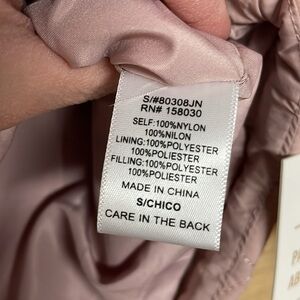 S/#80308JN
RN# 158030
SELF:100%NYLON
100%NILON
LINING:100%POLYESTER
100%POLIESTER
FILLING:100%POLYESTER
100%POLIESTER
MADE IN CHINA
S/CHICO
CARE IN THE BACK